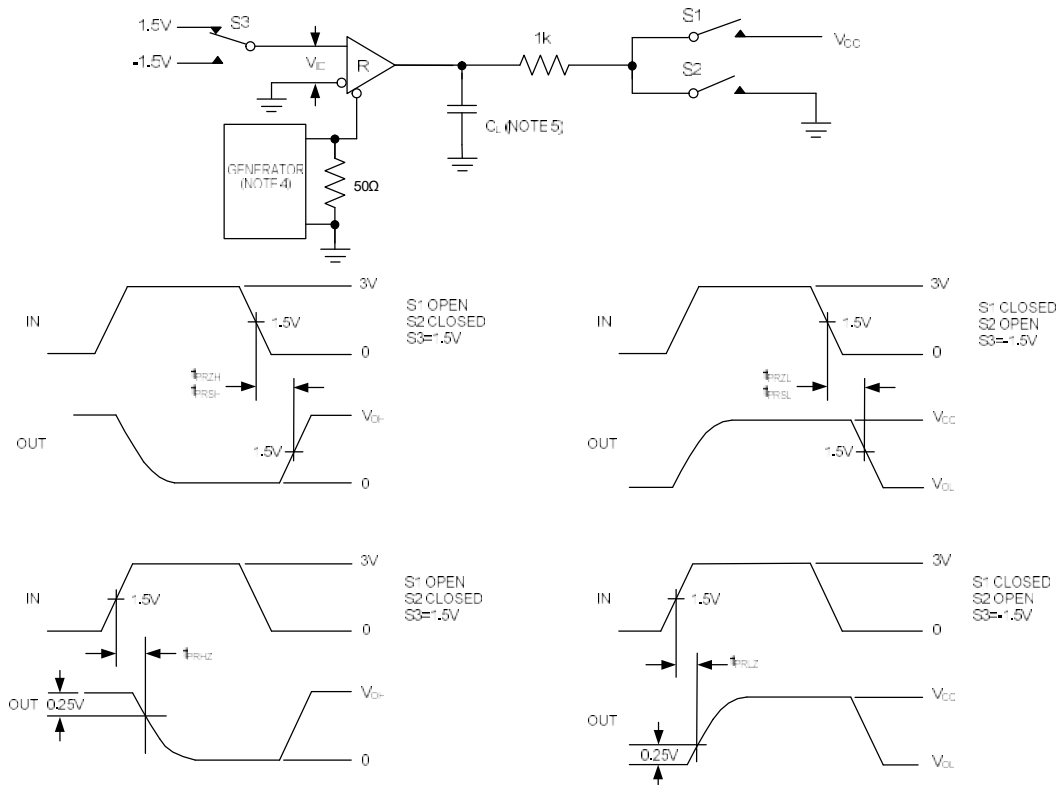 1.5V
S3
-1.5V
V
R
1k
S1
VCC
S2
CL (NOTE 5)
GENERATOR
(NOTE 4)
50Ω
IN
3V
1.5V
0
S1 OPEN
S2 CLOSED
S3=1.5V
tPRZH
tPRSH
OUT
VOH
1.5V
0
IN
3V
1.5V
0
S1 CLOSED
S2 OPEN
S3=-1.5V
tPRZL
tPRSL
OUT
VCC
1.5V
VOL
IN
3V
1.5V
0
S1 OPEN
S2 CLOSED
S3=1.5V
tPRHZ
OUT
0.25V
VOH
0
IN
3V
1.5V
0
S1 CLOSED
S2 OPEN
S3=-1.5V
tPRLZ
OUT
0.25V
VCC
VOL